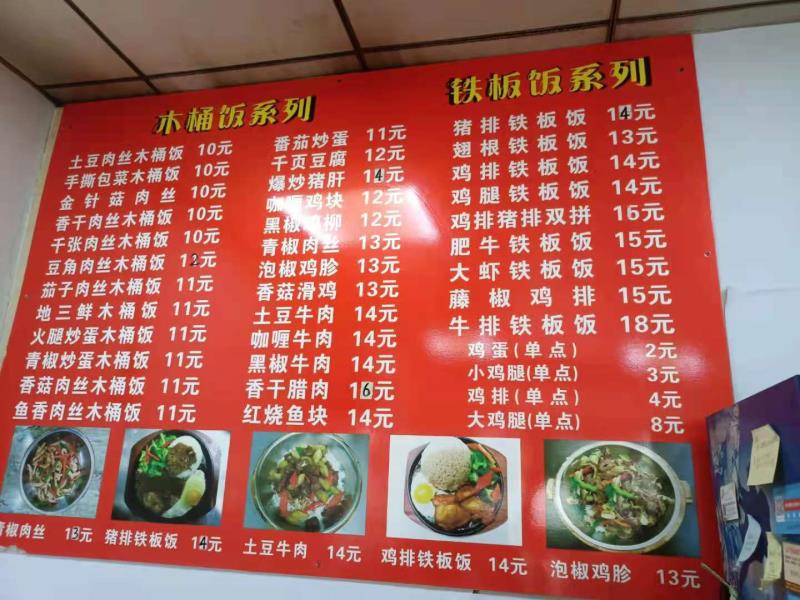 木桶饭系列
土豆肉丝木桶饭 10元
手撕包菜木桶饭 10元
金针菇肉丝 10元
香干肉丝木桶饭 10元
千张肉丝木桶饭 10元
豆角肉丝木桶饭 12元
茄子肉丝木桶饭 11元
地三鲜木桶饭 11元
火腿炒蛋木桶饭 11元
青椒炒蛋木桶饭 11元
香菇肉丝木桶饭 11元
鱼香肉丝木桶饭 11元
番茄炒蛋 11元
千页豆腐 12元
爆炒猪肝 14元
咖喱鸡块 12元
黑椒鸡柳 12元
青椒肉丝 13元
泡椒鸡胗 13元
香菇滑鸡 13元
土豆牛肉 14元
咖喱牛肉 14元
黑椒牛肉 14元
香干腊肉 16元
红烧鱼块 14元
铁板饭系列
猪排铁板饭 14元
翅根铁板饭 13元
鸡排铁板饭 14元
鸡腿铁板饭 14元
鸡排猪排双拼 16元
肥牛铁板饭 15元
大虾铁板饭 15元
藤椒鸡排 15元
牛排铁板饭 18元
鸡蛋(单点) 2元
小鸡腿(单点) 3元
鸡排(单点) 4元
大鸡腿(单点) 8元
青椒肉丝 13元
猪排铁板饭 14元
土豆牛肉 14元
鸡排铁板饭 14元
泡椒鸡胗 13元